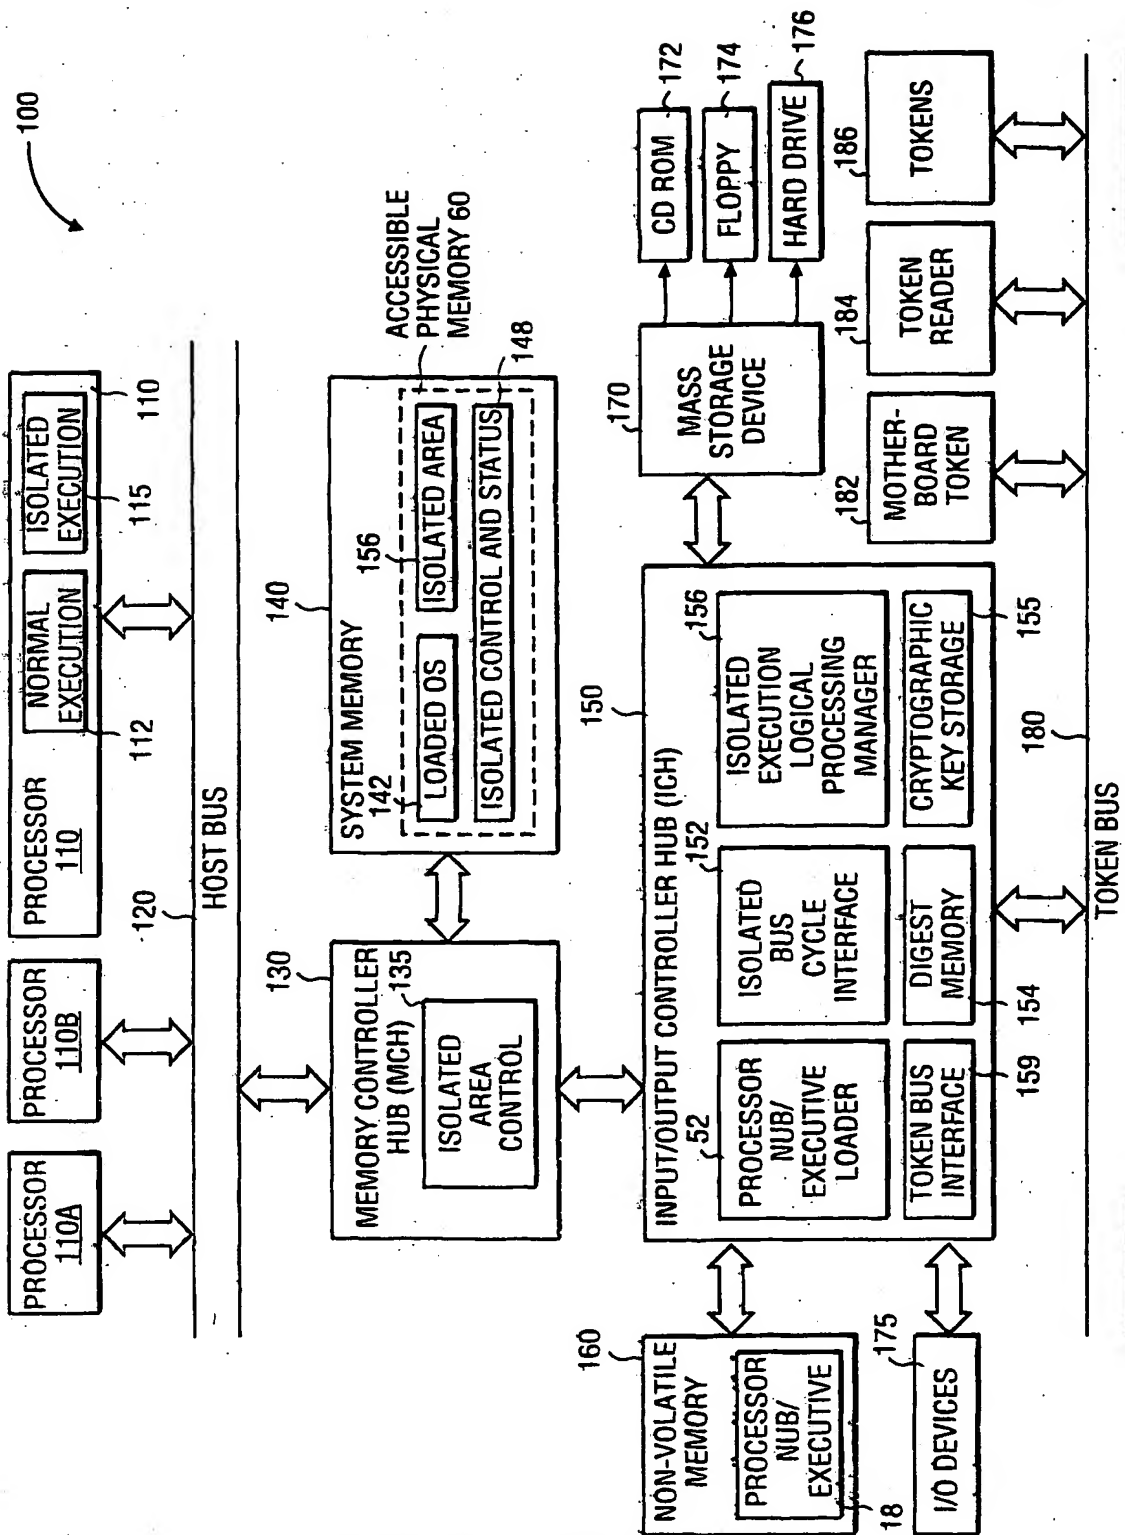 100
PROCESSOR
110A
PROCESSOR
110B
PROCESSOR
110
NORMAL
EXECUTION
112
ISOLATED
EXECUTION
115
110
120
HOST BUS
130
MEMORY CONTROLLER
HUB (MCH)
135
ISOLATED
AREA
CONTROL
140
SYSTEM MEMORY
142
LOADED OS
156
ISOLATED AREA
ISOLATED CONTROL AND STATUS
148
ACCESSIBLE
PHYSICAL
MEMORY 60
150
INPUT/OUTPUT CONTROLLER HUB (ICH)
52
PROCESSOR
NUB/
EXECUTIVE
LOADER
152
ISOLATED
BUS
CYCLE
INTERFACE
156
ISOLATED
EXECUTION
LOGICAL
PROCESSING
MANAGER
TOKEN BUS
INTERFACE
159
DIGEST
MEMORY
154
CRYPTOGRAPHIC
KEY STORAGE
155
160
NON-VOLATILE
MEMORY
PROCESSOR
NUB/
EXECUTIVE
18
175
I/O DEVICES
170
MASS
STORAGE
DEVICE
CD ROM
172
FLOPPY
174
HARD DRIVE
176
182
MOTHER-
BOARD
TOKEN
184
TOKEN
READER
186
TOKENS
180
TOKEN BUS